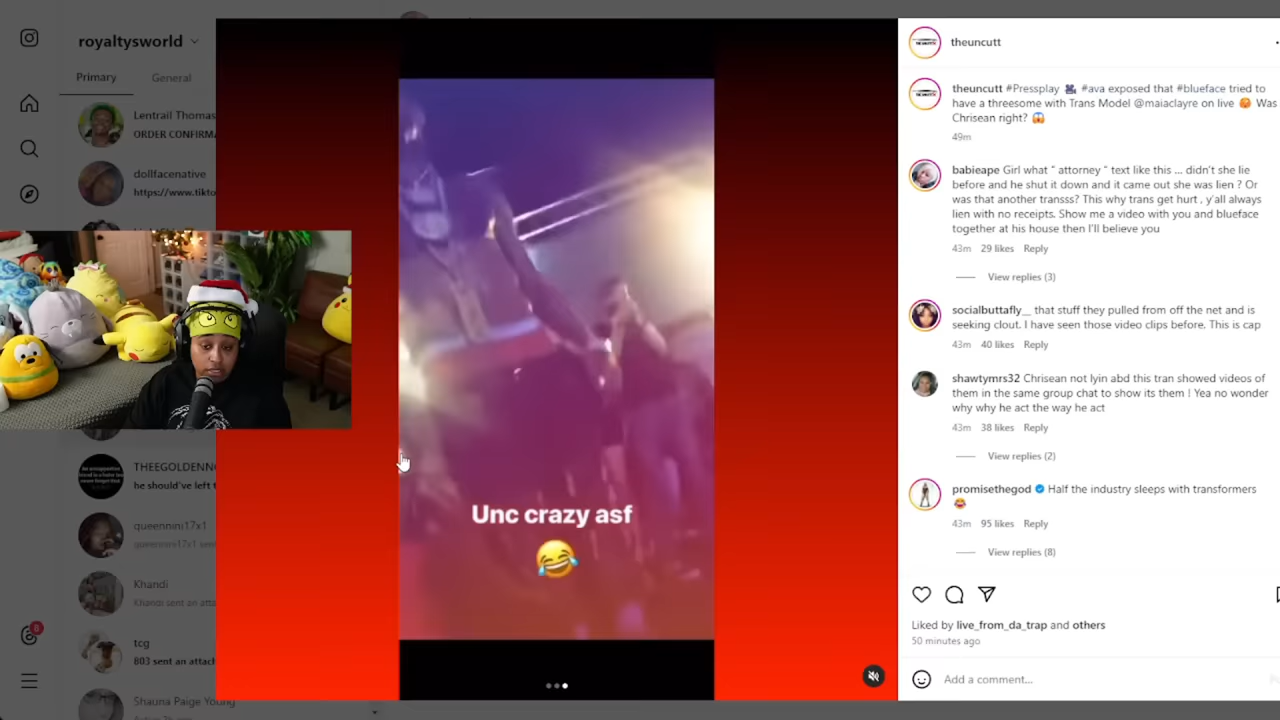 royaltysworld
Primary General
Lentrail Thomas
ORDER CONFIRMA
dollfacenative
https://www.tikto
THEEGOLDENN
he should've left t
queennini17x1
Khandi
Khandi sent an atta
tcg
803 sent an attach
Shauna Paige Young
0
Unc crazy asf
😂
theuncutt
theuncutt #Pressplay 🎥 #ava exposed that #blueface tried to
have a threesome with Trans Model @maiaclayre on live 🥵 Was
Chrisean right? 😱
49m
babieape Girl what " attorney " text like this ... didn't she lie
before and he shut it down and it came out she was lien ? Or
was that another transss? This why trans get hurt , y'all always
lien with no receipts. Show me a video with you and blueface
together at his house then I'll believe you
43m 29 likes Reply
View replies (3)
socialbuttafly__ that stuff they pulled from off the net and is
seeking clout. I have seen those video clips before. This is cap
43m 40 likes Reply
shawtymrs32 Chrisean not lyin abd this tran showed videos of
them in the same group chat to show its them ! Yea no wonder
why why he act the way he act
43m 38 likes Reply
View replies (2)
promisethegod Half the industry sleeps with transformers
😂
43m 95 likes Reply
View replies (8)
Liked by live_from_da_trap and others
50 minutes ago
Add a comment...